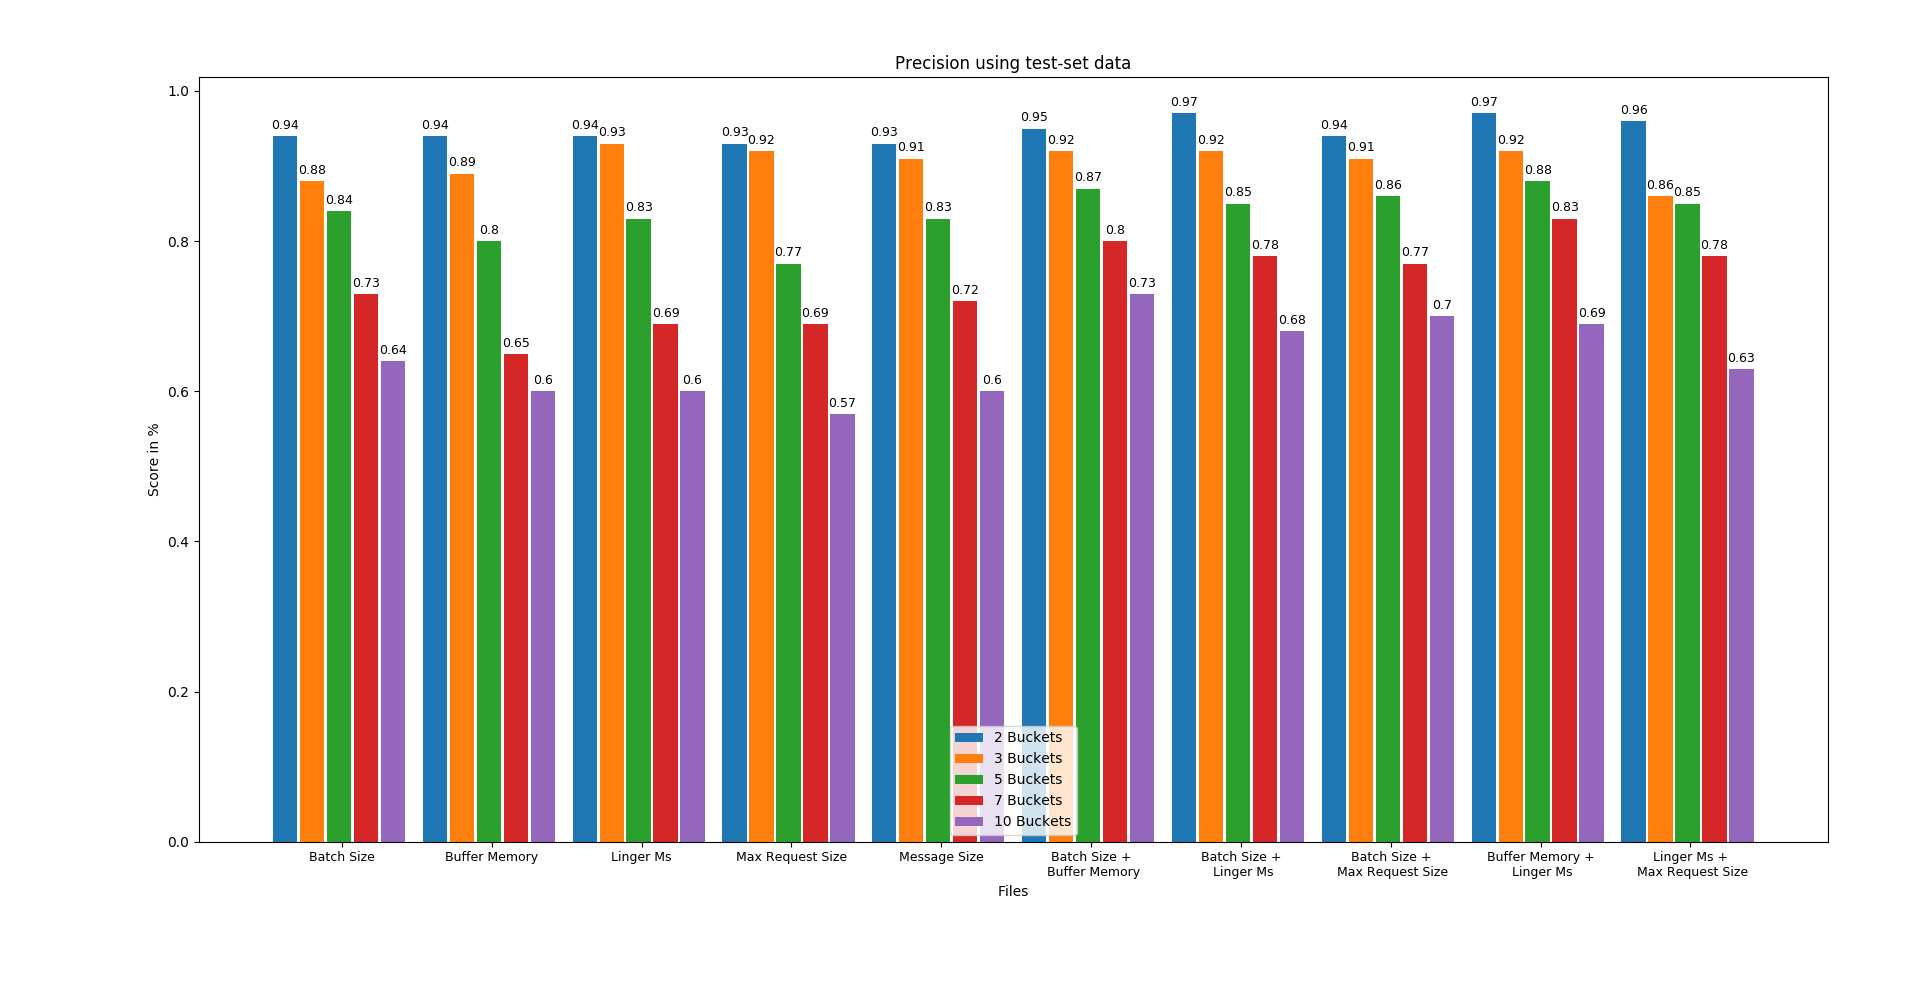 Precision using test-set data
1.0
0.8
0.6
0.4
0.2
0.0
Score in %
0.94
0.88
0.84
0.73
0.64
0.94
0.89
0.8
0.65
0.6
0.94
0.93
0.83
0.69
0.6
0.93
0.92
0.77
0.69
0.57
0.93
0.91
0.83
0.72
0.6
0.95
0.92
0.87
0.8
0.73
0.97
0.92
0.85
0.78
0.68
0.94
0.91
0.86
0.77
0.7
0.97
0.92
0.88
0.83
0.69
0.96
0.86
0.85
0.78
0.63
2 Buckets
3 Buckets
5 Buckets
7 Buckets
10 Buckets
Batch Size
Buffer Memory
Linger Ms
Max Request Size
Message Size
Batch Size +
Buffer Memory
Batch Size +
Linger Ms
Batch Size +
Max Request Size
Buffer Memory +
Linger Ms
Linger Ms +
Max Request Size
Files